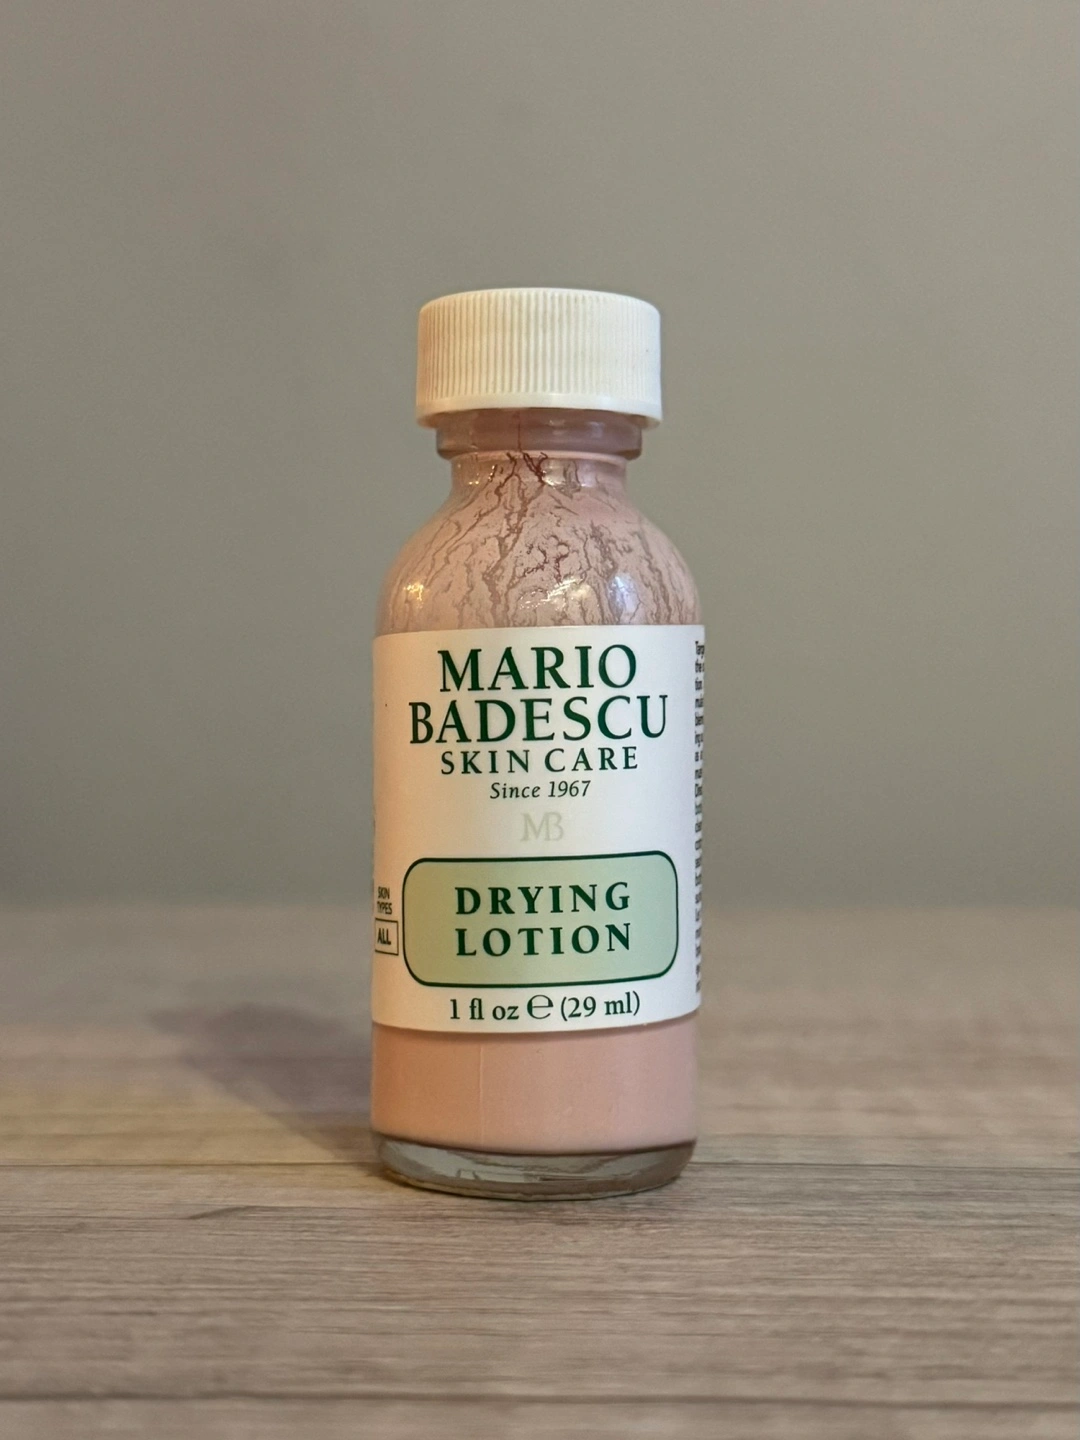 MARIO
BADESCU
SKIN CARE
Since 1967
MB
SKIN
TYPES
ALL
DRYING
LOTION
1 fl oz ℮ (29 ml)